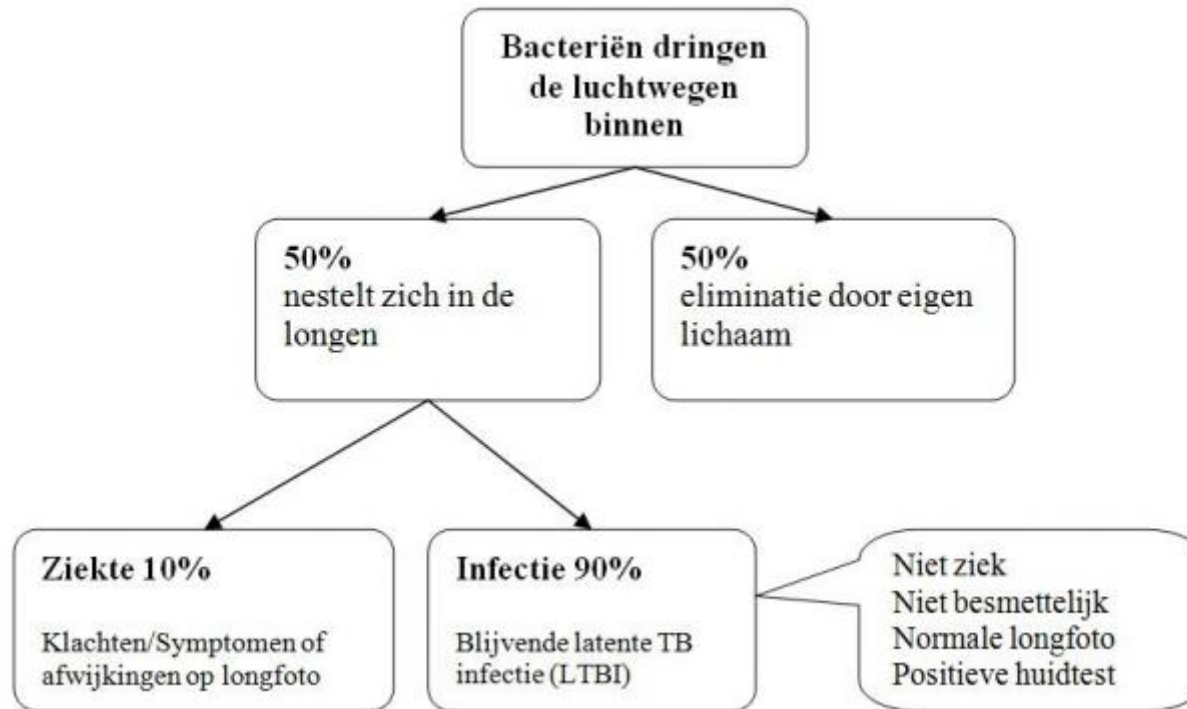 Bacteriën dringen
de luchtwegen
binnen
50%
nestelt zich in de
longen
50%
eliminatie door eigen
lichaam
Ziekte 10%
Klachten/Symptomen of
afwijkingen op longfoto
Infectie 90%
Blijvende latente TB
infectie (LTBI)
Niet ziek
Niet besmettelijk
Normale longfoto
Positieve huidtest